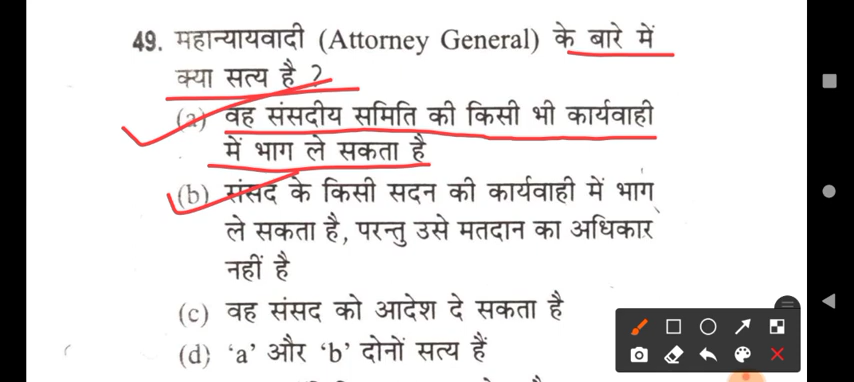 49. महान्यायवादी (Attorney General) के बारे में
क्या सत्य है ?
(a) वह संसदीय समिति की किसी भी कार्यवाही
में भाग ले सकता है
(b) संसद के किसी सदन की कार्यवाही में भाग
ले सकता है, परन्तु उसे मतदान का अधिकार
नहीं है
(c) वह संसद को आदेश दे सकता है
(d) ‘a’ और ‘b’ दोनों सत्य हैं